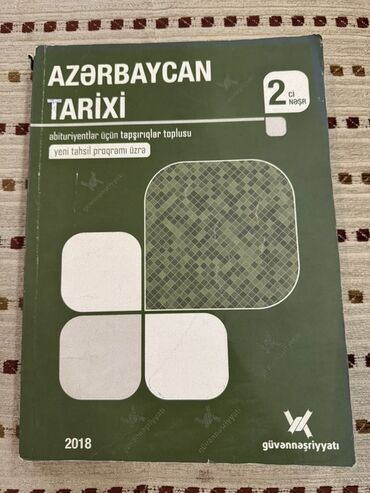 AZƏRBAYCAN
TARİXİ
2 Cİ
NƏŞR
abituriyentlər üçün tapşırıqlar toplusu
yeni təhsil proqramı üzrə
2018
güvənnəşriyyatı